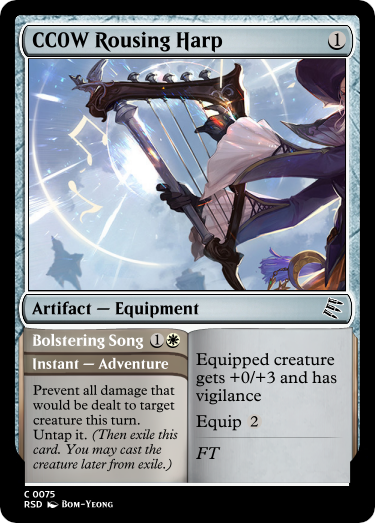 CC0W Rousing Harp 1
Artifact — Equipment
Bolstering Song 1
Instant — Adventure
Prevent all damage that
would be dealt to target
creature this turn.
Untap it. (Then exile this
card. You may cast the
creature later from exile.)
Equipped creature
gets +0/+3 and has
vigilance
Equip 2
FT
C 0075
RSD Bom-Yeong